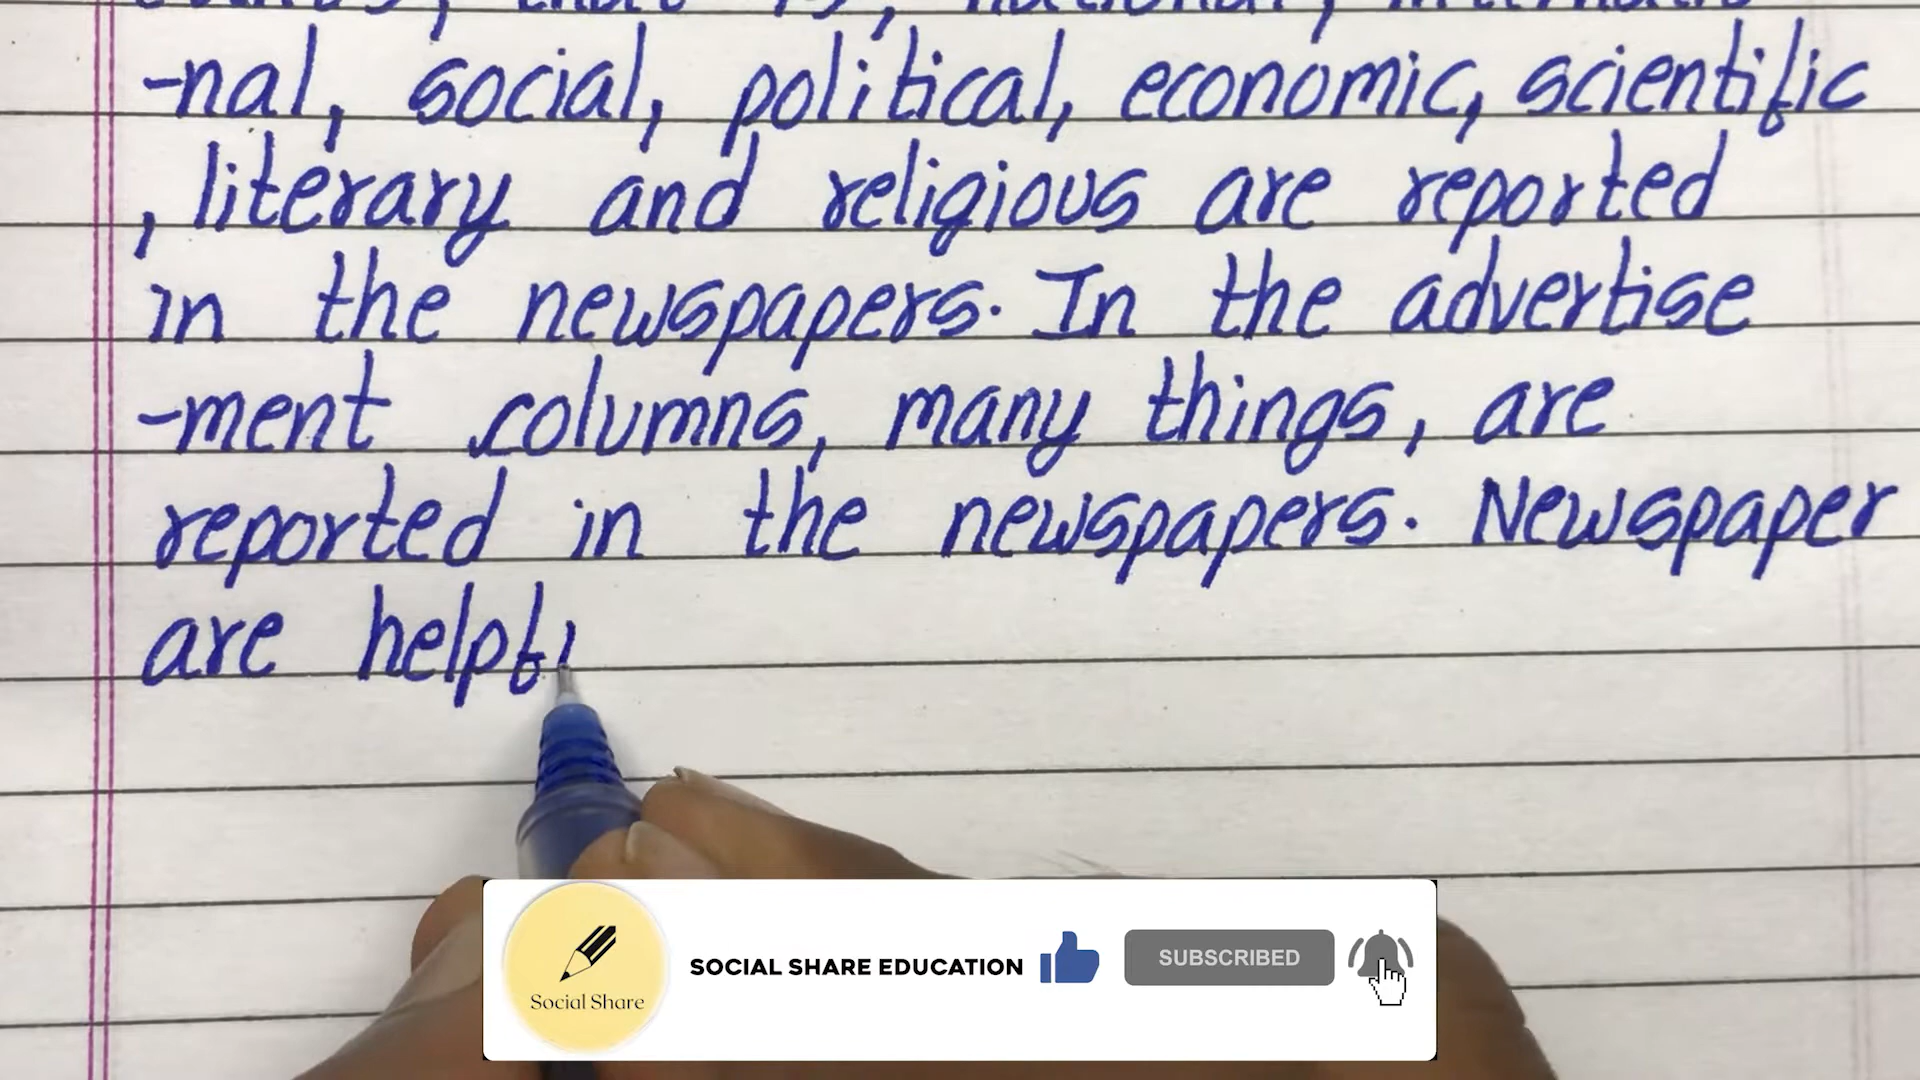 -nal, social, political, economic, scientific
, literary and religious are reported
in the newspapers. In the advertise
-ment columns, many things, are
reported in the newspapers. Newspaper
are helpf
Social Share
SOCIAL SHARE EDUCATION
SUBSCRIBED